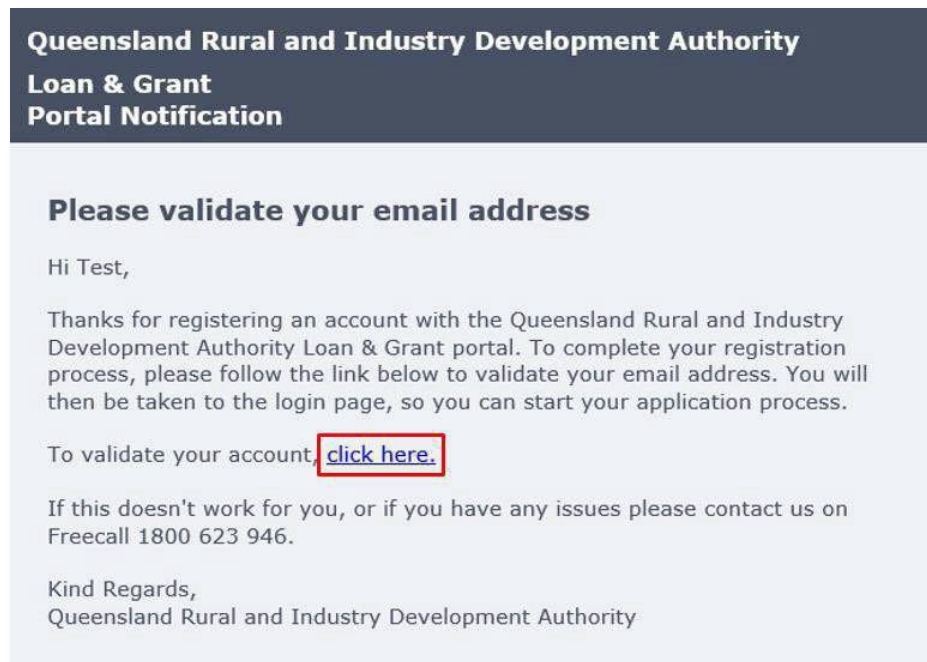 Queensland Rural and Industry Development Authority
Loan & Grant
Portal Notification
Please validate your email address
Hi Test,
Thanks for registering an account with the Queensland Rural and Industry
Development Authority Loan & Grant portal. To complete your registration
process, please follow the link below to validate your email address. You will
then be taken to the login page, so you can start your application process.
To validate your account, click here.
If this doesn't work for you, or if you have any issues please contact us on
Freecall 1800 623 946.
Kind Regards,
Queensland Rural and Industry Development Authority